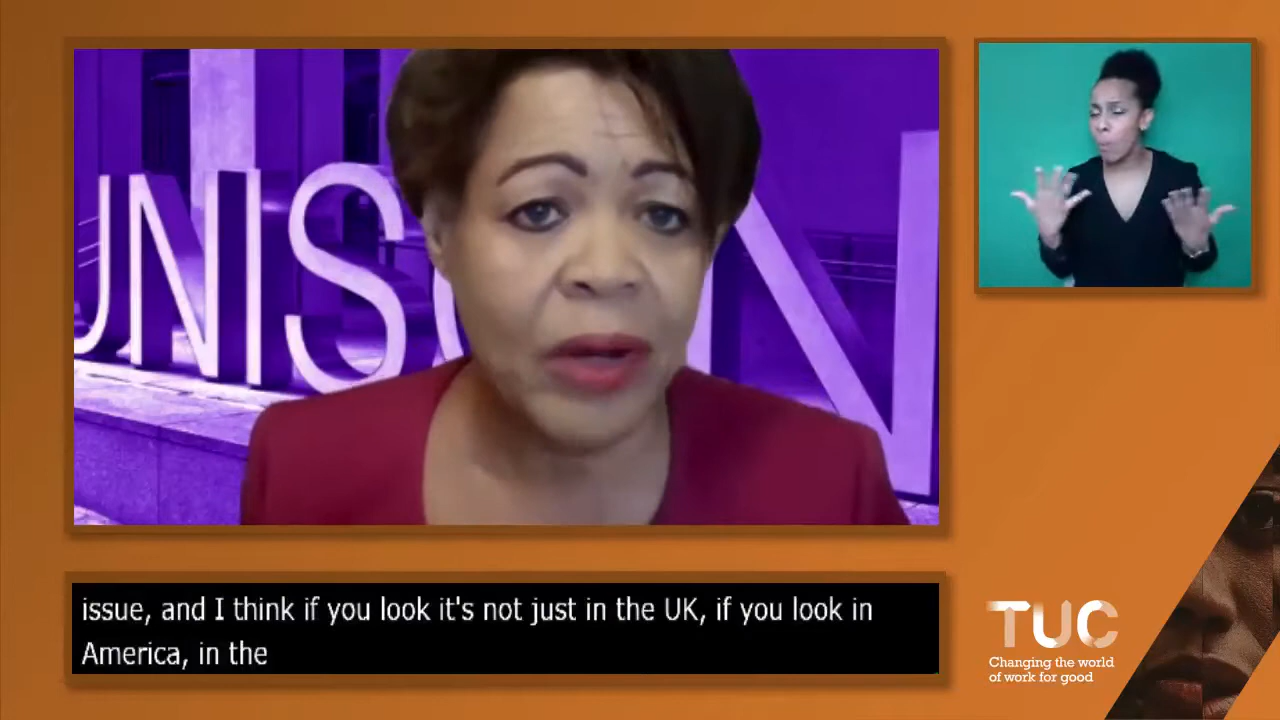 UNISON
issue, and I think if you look it's not just in the UK, if you look in
America, in the
TUC
Changing the world
of work for good